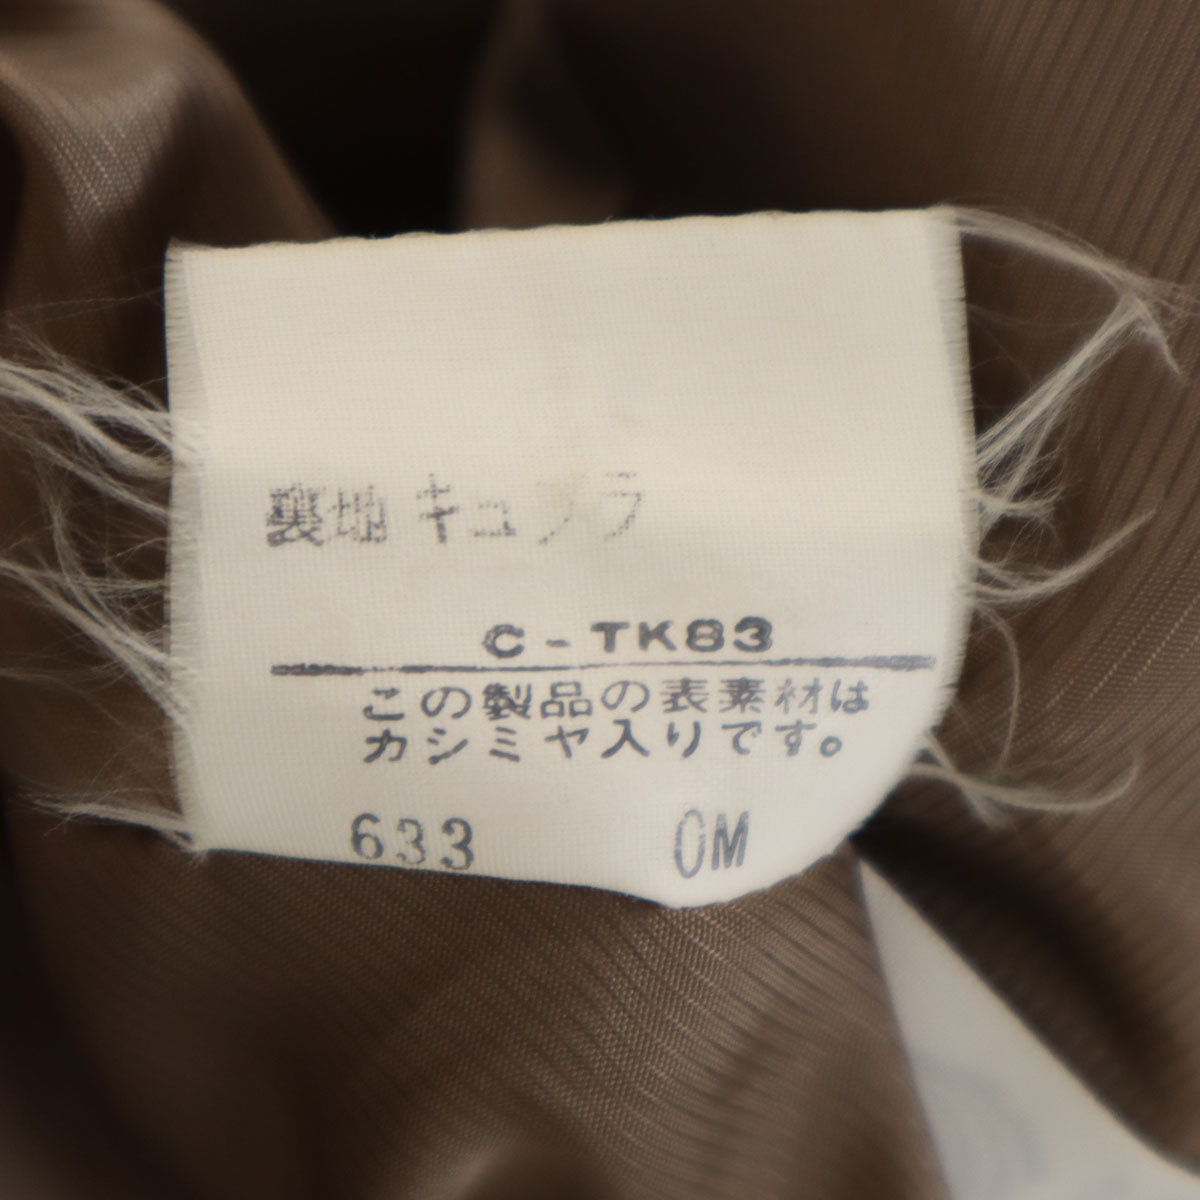 裏地 キュプラ
C-TK83
この製品の表素材は
カシミヤ入りです。
633 OM